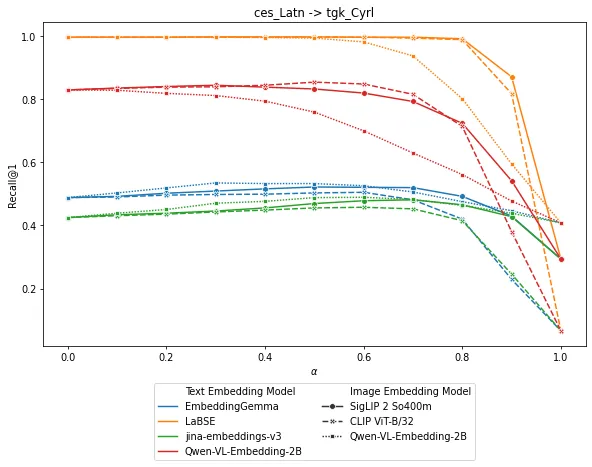 ces_Latn -> tgk_Cyrl
Recall@1
1.0
0.8
0.6
0.4
0.2
0.0 0.2 0.4 0.6 0.8 1.0
α
Text Embedding Model Image Embedding Model
EmbeddingGemma SigLIP 2 So400m
LaBSE CLIP ViT-B/32
jina-embeddings-v3 Qwen-VL-Embedding-2B
Qwen-VL-Embedding-2B